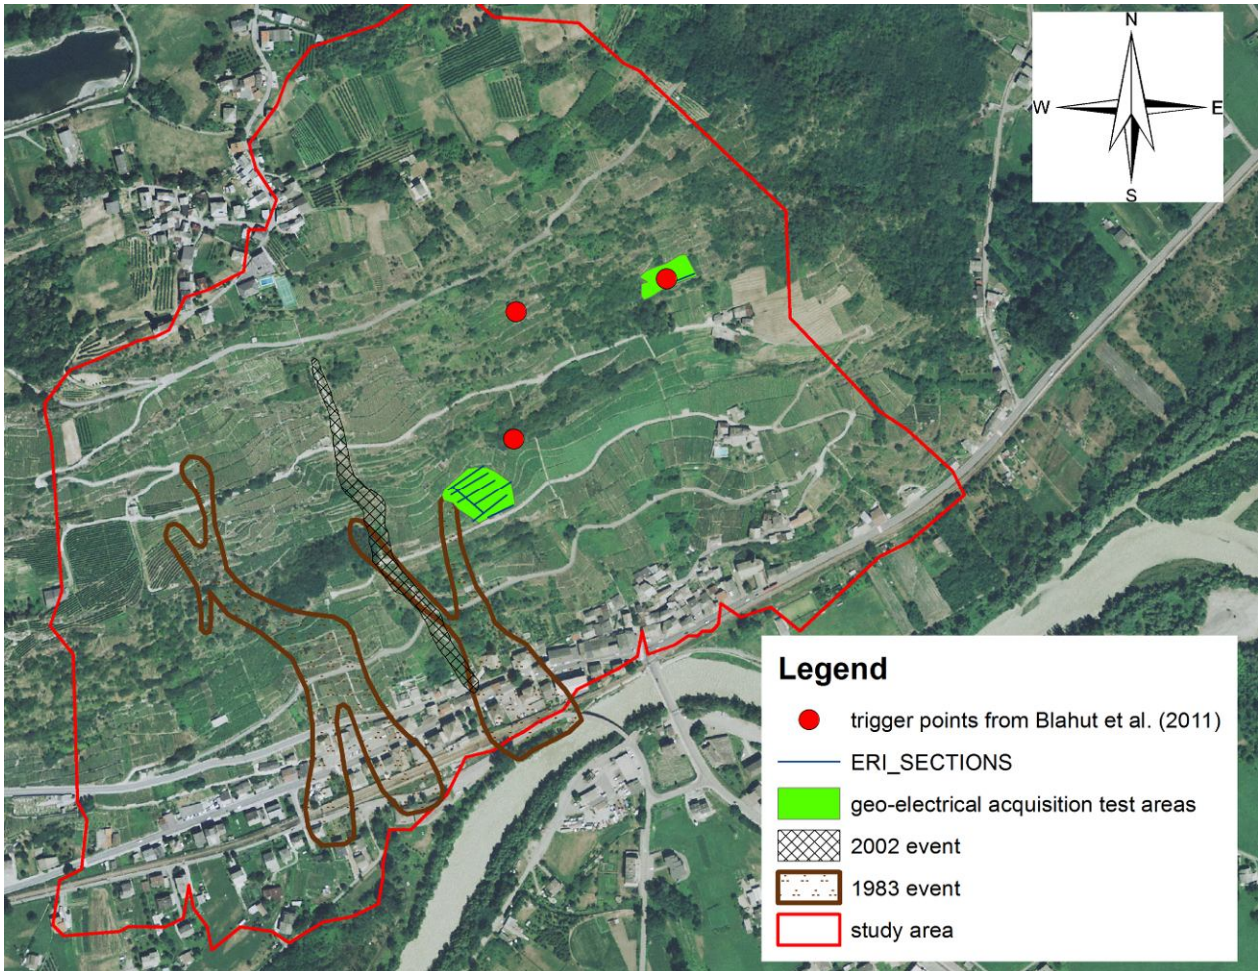 N
W E
S
Legend
trigger points from Blahut et al. (2011)
ERI_SECTIONS
geo-electrical acquisition test areas
2002 event
1983 event
study area